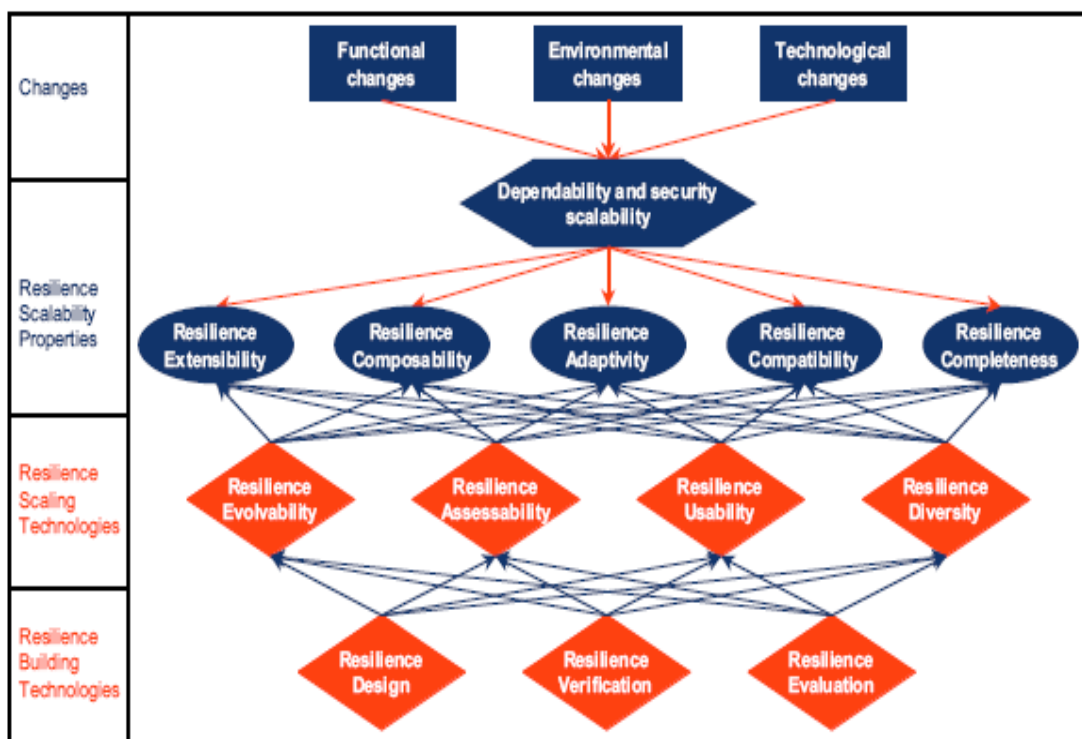 Changes
Functional
changes
Environmental
changes
Technological
changes
Resilience
Scalability
Properties
Dependability and security
scalability
Resilience
Extensibility
Resilience
Composability
Resilience
Adaptivity
Resilience
Compatibility
Resilience
Completeness
Resilience
Scaling
Technologies
Resilience
Evolvability
Resilience
Assessability
Resilience
Usability
Resilience
Diversity
Resilience
Building
Technologies
Resilience
Design
Resilience
Verification
Resilience
Evaluation